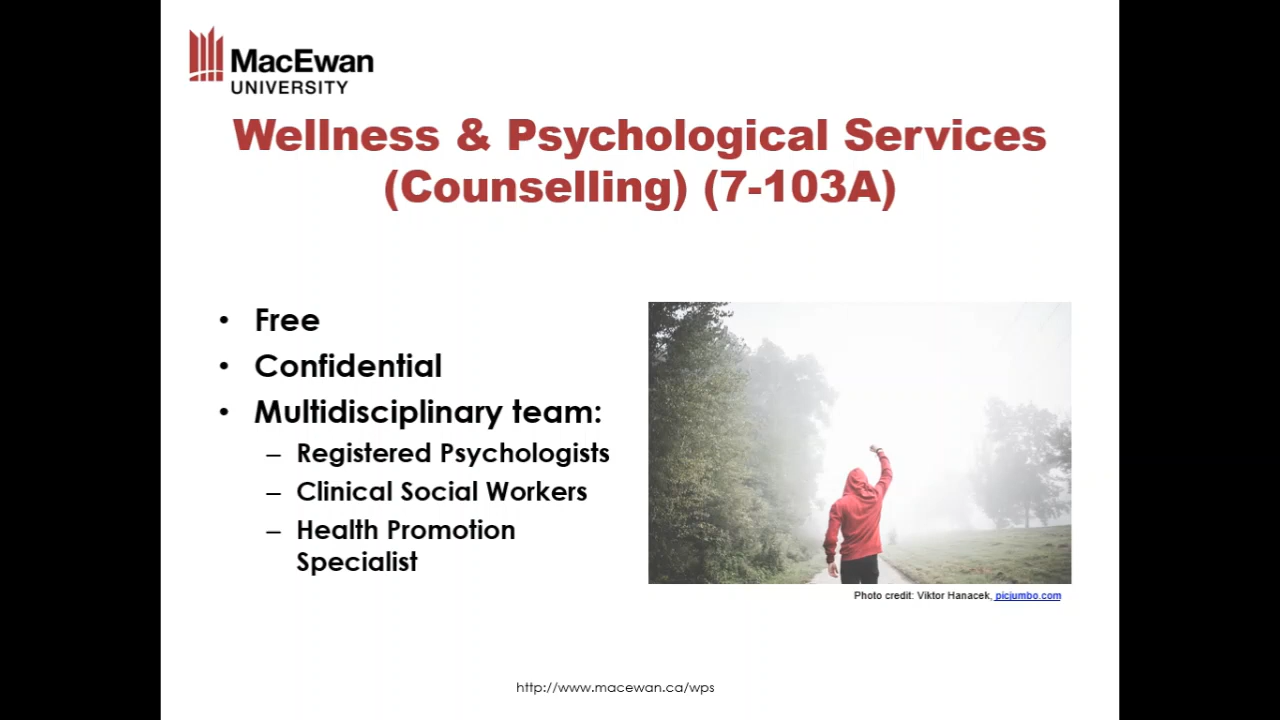 MacEwan
UNIVERSITY
Wellness & Psychological Services
(Counselling) (7-103A)
• Free
• Confidential
• Multidisciplinary team:
– Registered Psychologists
– Clinical Social Workers
– Health Promotion
Specialist
Photo credit: Viktor Hanacek, picjumbo.com
http://www.macewan.ca/wps